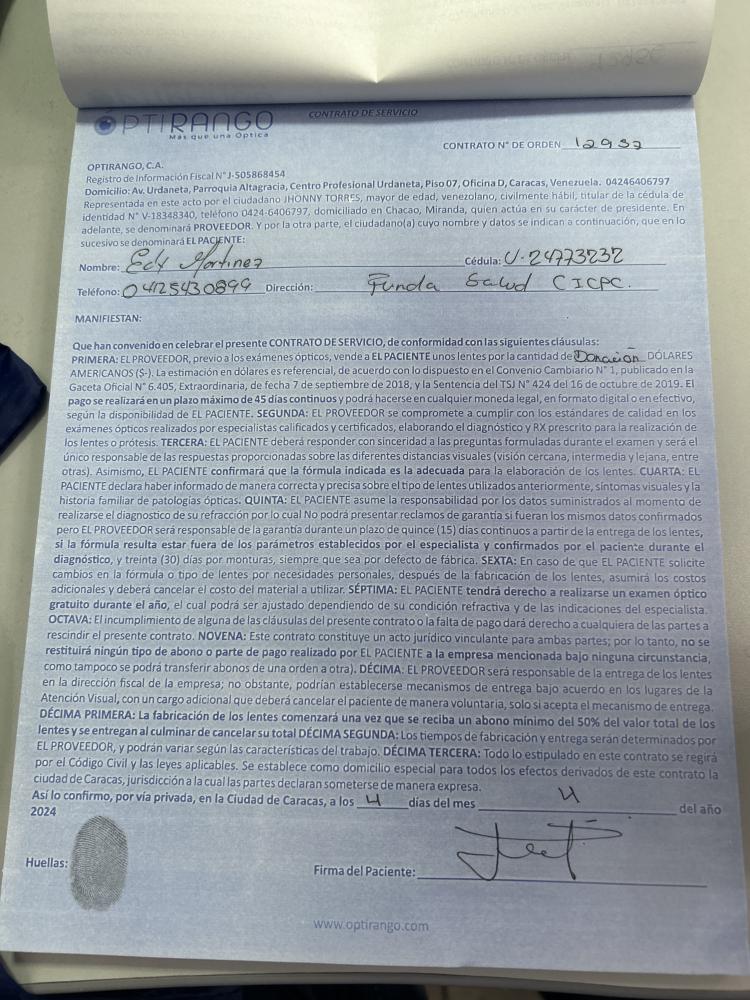 OPTIRANGO
Más que una Óptica
CONTRATO DE SERVICIO
CONTRATO N° DE ORDEN 12952
OPTIRANGO, C.A.
Registro de Información Fiscal N° J-505868454
Domicilio: Av. Urdaneta, Parroquia Altagracia, Centro Profesional Urdaneta, Piso 07, Oficina D, Caracas, Venezuela. 04246406797
Representada en este acto por el ciudadano JHONNY TORRES, mayor de edad, venezolano, civilmente hábil, titular de la cédula de
identidad N° V-18348340, teléfono 0424-6406797, domiciliado en Chacao, Miranda, quien actúa en su carácter de presidente. En
adelante, se denominará PROVEEDOR. Y por la otra parte, el ciudadano(a) cuyo nombre y datos se indican a continuación, que en lo
sucesivo se denominará EL PACIENTE:
Nombre: Edy Martinez Cédula: V-24773232
Teléfono: 04125430899 Dirección: Funda Salud CICPC.
MANIFIESTAN:
Que han convenido en celebrar el presente CONTRATO DE SERVICIO, de conformidad con las siguientes cláusulas:
PRIMERA: EL PROVEEDOR, previo a los exámenes ópticos, vende a EL PACIENTE unos lentes por la cantidad de Donación DÓLARES
AMERICANOS ($-). La estimación en dólares es referencial, de acuerdo con lo dispuesto en el Convenio Cambiario N° 1, publicado en la
Gaceta Oficial N° 6.405, Extraordinaria, de fecha 7 de septiembre de 2018, y la Sentencia del TSJ N° 424 del 16 de octubre de 2019. El
pago se realizará en un plazo máximo de 45 días continuos y podrá hacerse en cualquier moneda legal, en formato digital o en efectivo,
según la disponibilidad de EL PACIENTE. SEGUNDA: EL PROVEEDOR se compromete a cumplir con los estándares de calidad en los
exámenes ópticos realizados por especialistas calificados y certificados, elaborando el diagnóstico y RX prescrito para la realización de
los lentes o prótesis. TERCERA: EL PACIENTE deberá responder con sinceridad a las preguntas formuladas durante el examen y será el
único responsable de las respuestas proporcionadas sobre las diferentes distancias visuales (visión cercana, intermedia y lejana, entre
otras). Asimismo, EL PACIENTE confirmará que la fórmula indicada es la adecuada para la elaboración de los lentes. CUARTA: EL
PACIENTE declara haber informado de manera correcta y precisa sobre el tipo de lentes utilizados anteriormente, síntomas visuales y la
historia familiar de patologías ópticas. QUINTA: EL PACIENTE asume la responsabilidad por los datos suministrados al momento de
realizarse el diagnostico de su refracción por lo cual No podrá presentar reclamos de garantía si fueran los mismos datos confirmados
pero EL PROVEEDOR será responsable de la garantía durante un plazo de quince (15) días continuos a partir de la entrega de los lentes,
si la fórmula resulta estar fuera de los parámetros establecidos por el especialista y confirmados por el paciente durante el
diagnóstico, y treinta (30) días por monturas, siempre que sea por defecto de fábrica. SEXTA: En caso de que EL PACIENTE solicite
cambios en la fórmula o tipo de lentes por necesidades personales, después de la fabricación de los lentes, asumirá los costos
adicionales y deberá cancelar el costo del material a utilizar. SÉPTIMA: EL PACIENTE tendrá derecho a realizarse un examen óptico
gratuito durante el año, el cual podrá ser ajustado dependiendo de su condición refractiva y de las indicaciones del especialista.
OCTAVA: El incumplimiento de alguna de las cláusulas del presente contrato o la falta de pago dará derecho a cualquiera de las partes a
rescindir el presente contrato. NOVENA: Este contrato constituye un acto jurídico vinculante para ambas partes; por lo tanto, no se
restituirá ningún tipo de abono o parte de pago realizado por EL PACIENTE a la empresa mencionada bajo ninguna circunstancia,
como tampoco se podrá transferir abonos de una orden a otra). DÉCIMA: EL PROVEEDOR será responsable de la entrega de los lentes
en la dirección fiscal de la empresa; no obstante, podrían establecerse mecanismos de entrega bajo acuerdo en los lugares de la
Atención Visual, con un cargo adicional que deberá cancelar el paciente de manera voluntaria, solo si acepta el mecanismo de entrega.
DÉCIMA PRIMERA: La fabricación de los lentes comenzará una vez que se reciba un abono mínimo del 50% del valor total de los
lentes y se entregan al culminar de cancelar su total DÉCIMA SEGUNDA: Los tiempos de fabricación y entrega serán determinados por
EL PROVEEDOR, y podrán variar según las características del trabajo. DÉCIMA TERCERA: Todo lo estipulado en este contrato se regirá
por el Código Civil y las leyes aplicables. Se establece como domicilio especial para todos los efectos derivados de este contrato la
ciudad de Caracas, jurisdicción a la cual las partes declaran someterse de manera expresa.
Así lo confirmo, por vía privada, en la Ciudad de Caracas, a los 4 días del mes 4 del año
2024
Huellas:
Firma del Paciente:
www.optirango.com